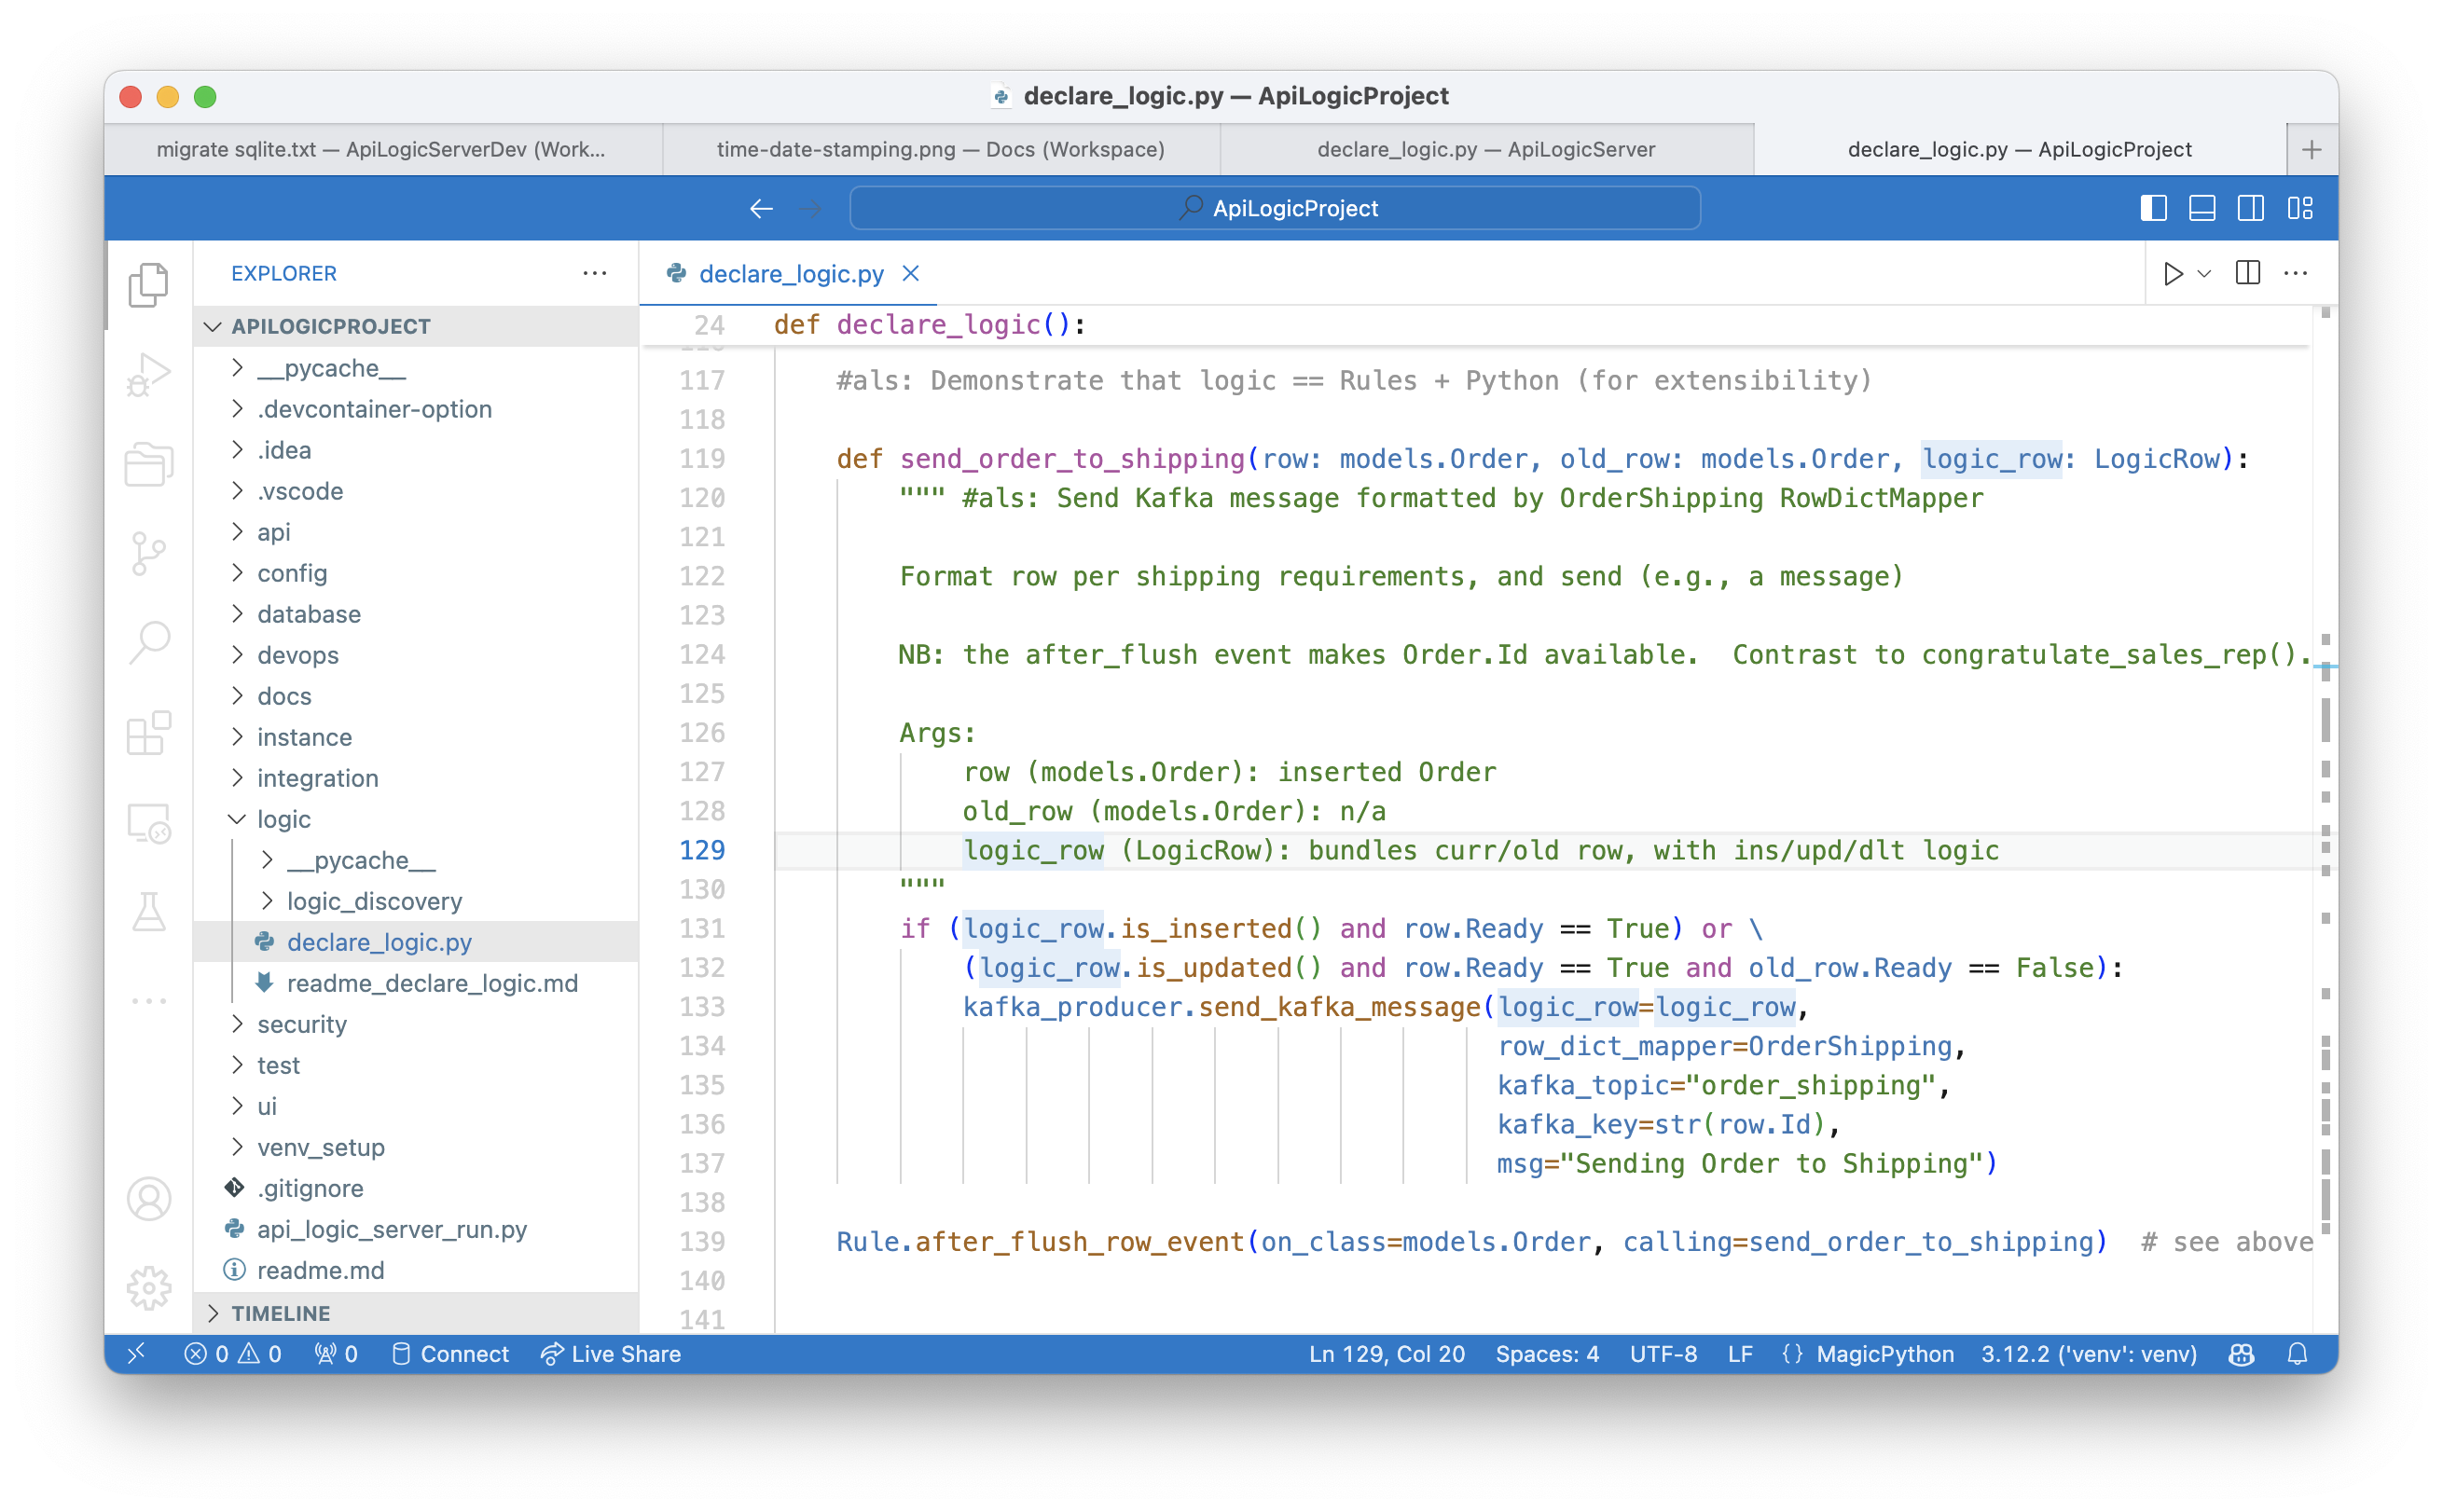 declare_logic.py — ApiLogicProject
migrate sqlite.txt — ApiLogicServerDev (Work...
time-date-stamping.png — Docs (Workspace)
declare_logic.py — ApiLogicServer
declare_logic.py — ApiLogicProject
ApiLogicProject
EXPLORER
APILOGICPROJECT
__pycache__
.devcontainer-option
.idea
.vscode
api
config
database
devops
docs
instance
integration
logic
__pycache__
logic_discovery
declare_logic.py
readme_declare_logic.md
security
test
ui
venv_setup
.gitignore
api_logic_server_run.py
readme.md
TIMELINE
declare_logic.py
24 def declare_logic():
117 #als: Demonstrate that logic == Rules + Python (for extensibility)
118
119 def send_order_to_shipping(row: models.Order, old_row: models.Order, logic_row: LogicRow):
120 """ #als: Send Kafka message formatted by OrderShipping RowDictMapper
121
122 Format row per shipping requirements, and send (e.g., a message)
123
124 NB: the after_flush event makes Order.Id available.  Contrast to congratulate_sales_rep().
125
126 Args:
127 row (models.Order): inserted Order
128 old_row (models.Order): n/a
129 logic_row (LogicRow): bundles curr/old row, with ins/upd/dlt logic
130 """
131 if (logic_row.is_inserted() and row.Ready == True) or \
132 (logic_row.is_updated() and row.Ready == True and old_row.Ready == False):
133 kafka_producer.send_kafka_message(logic_row=logic_row,
134 row_dict_mapper=OrderShipping,
135 kafka_topic="order_shipping",
136 kafka_key=str(row.Id),
137 msg="Sending Order to Shipping")
138
139 Rule.after_flush_row_event(on_class=models.Order, calling=send_order_to_shipping)  # see above
140
141
0 0 0 Connect Live Share Ln 129, Col 20 Spaces: 4 UTF-8 LF {} MagicPython 3.12.2 ('venv': venv)